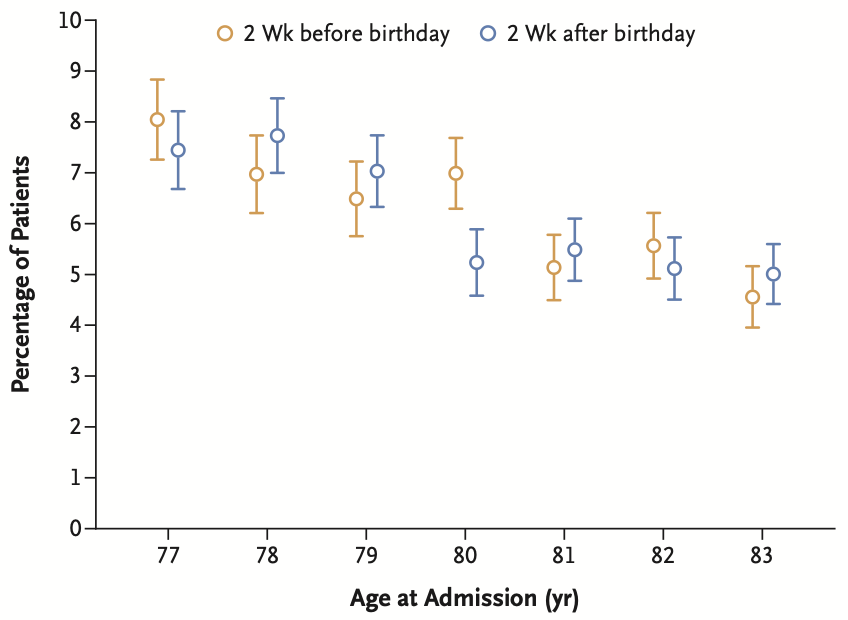 2 Wk before birthday 2 Wk after birthday
Percentage of Patients
10
9
8
7
6
5
4
3
2
1
0
77 78 79 80 81 82 83
Age at Admission (yr)